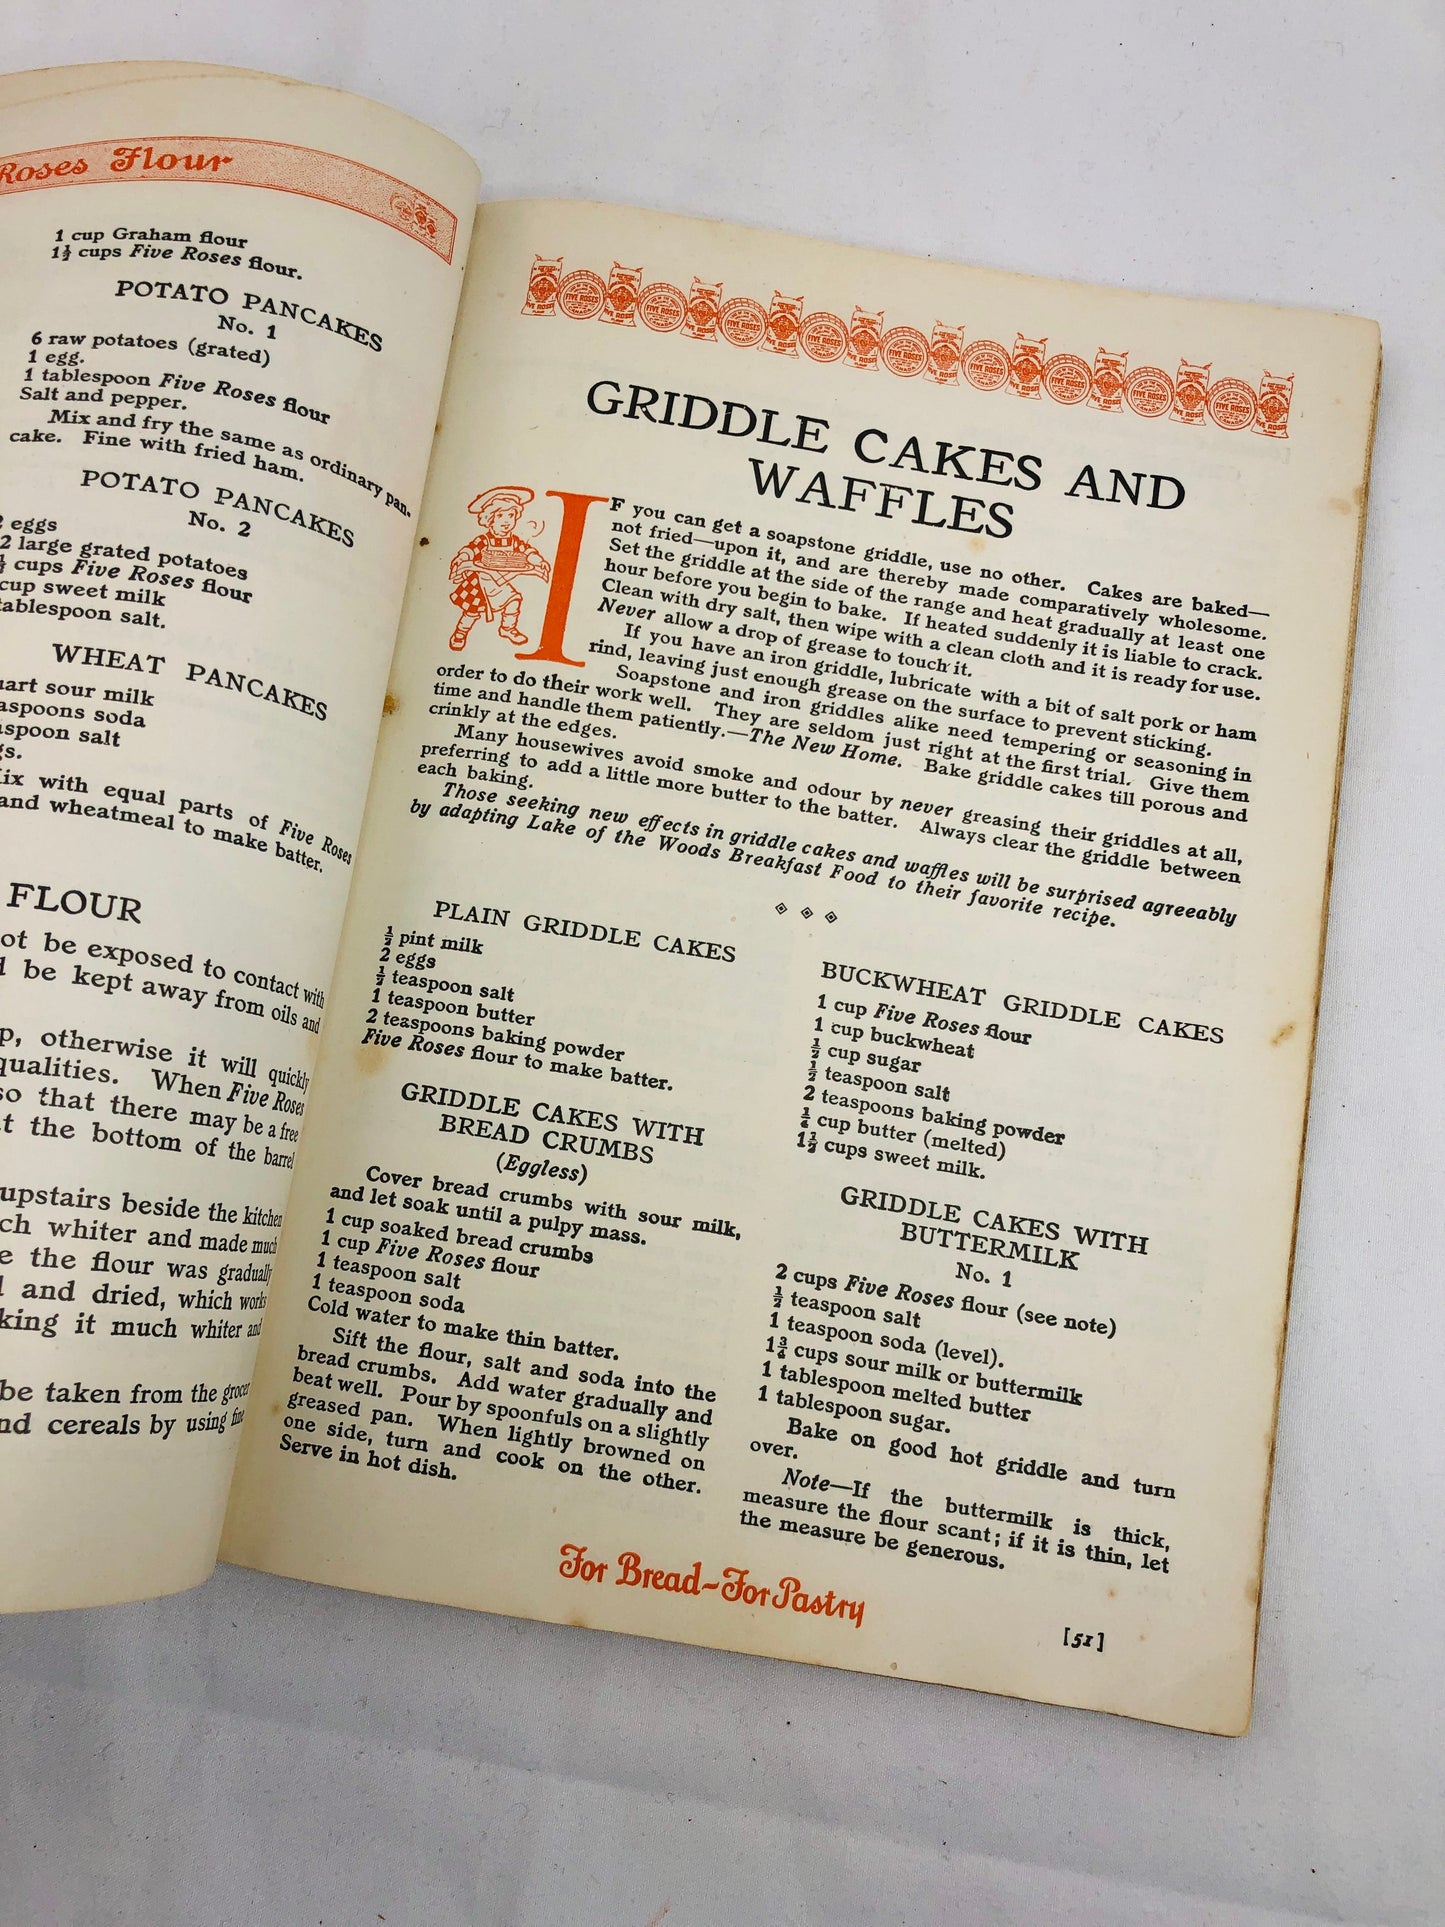 Roses Flour
1 cup Graham flour
1½ cups Five Roses flour.
POTATO PANCAKES
No. 1
6 raw potatoes (grated)
1 egg.
1 tablespoon Five Roses flour
Salt and pepper.
Mix and fry the same as ordinary pan-
cake. Fine with fried ham.
POTATO PANCAKES
No. 2
2 eggs
2 large grated potatoes
cups Five Roses flour
cup sweet milk
tablespoon salt.
WHEAT PANCAKES
sour milk
soda
salt
with equal parts of Five Roses
and wheatmeal to make batter.
FLOUR
be exposed to contact with
be kept away from oils and
otherwise it will quickly
qualities. When Five Roses
so that there may be a free
the bottom of the barrel
upstairs beside the kitchen
whiter and made much
the flour was gradually
and dried, which works
it much whiter and
be taken from the grocer
cereals by using fine
GRIDDLE CAKES AND
WAFFLES
IF you can get a soapstone griddle, use no other. Cakes are baked—
not fried—upon it, and are thereby made comparatively wholesome.
Set the griddle at the side of the range and heat gradually at least one
hour before you begin to bake. If heated suddenly it is liable to crack.
Clean with dry salt, then wipe with a clean cloth and it is ready for use.
Never allow a drop of grease to touch it.
If you have an iron griddle, lubricate with a bit of salt pork or ham
rind, leaving just enough grease on the surface to prevent sticking.
Soapstone and iron griddles alike need tempering or seasoning in
order to do their work well. They are seldom just right at the first trial. Give them
time and handle them patiently.—The New Home. Bake griddle cakes till porous and
crinkly at the edges.
Many housewives avoid smoke and odour by never greasing their griddles at all,
preferring to add a little more butter to the batter. Always clear the griddle between
each baking.
Those seeking new effects in griddle cakes and waffles will be surprised agreeably
by adapting Lake of the Woods Breakfast Food to their favorite recipe.
PLAIN GRIDDLE CAKES
½ pint milk
2 eggs
½ teaspoon salt
1 teaspoon butter
2 teaspoons baking powder
Five Roses flour to make batter.
GRIDDLE CAKES WITH
BREAD CRUMBS
(Eggless)
Cover bread crumbs with sour milk,
and let soak until a pulpy mass.
1 cup soaked bread crumbs
1 cup Five Roses flour
1 teaspoon salt
1 teaspoon soda
Cold water to make thin batter.
Sift the flour, salt and soda into the
bread crumbs. Add water gradually and
beat well. Pour by spoonfuls on a slightly
greased pan. When lightly browned on
one side, turn and cook on the other.
Serve in hot dish.
BUCKWHEAT GRIDDLE CAKES
1 cup Five Roses flour
1 cup buckwheat
½ cup sugar
½ teaspoon salt
2 teaspoons baking powder
¼ cup butter (melted)
1½ cups sweet milk.
GRIDDLE CAKES WITH
BUTTERMILK
No. 1
2 cups Five Roses flour (see note)
½ teaspoon salt
1 teaspoon soda (level).
1¾ cups sour milk or buttermilk
1 tablespoon melted butter
1 tablespoon sugar.
Bake on good hot griddle and turn
over.
Note—If the buttermilk is thick,
measure the flour scant; if it is thin, let
the measure be generous.
For Bread-For Pastry
[51]